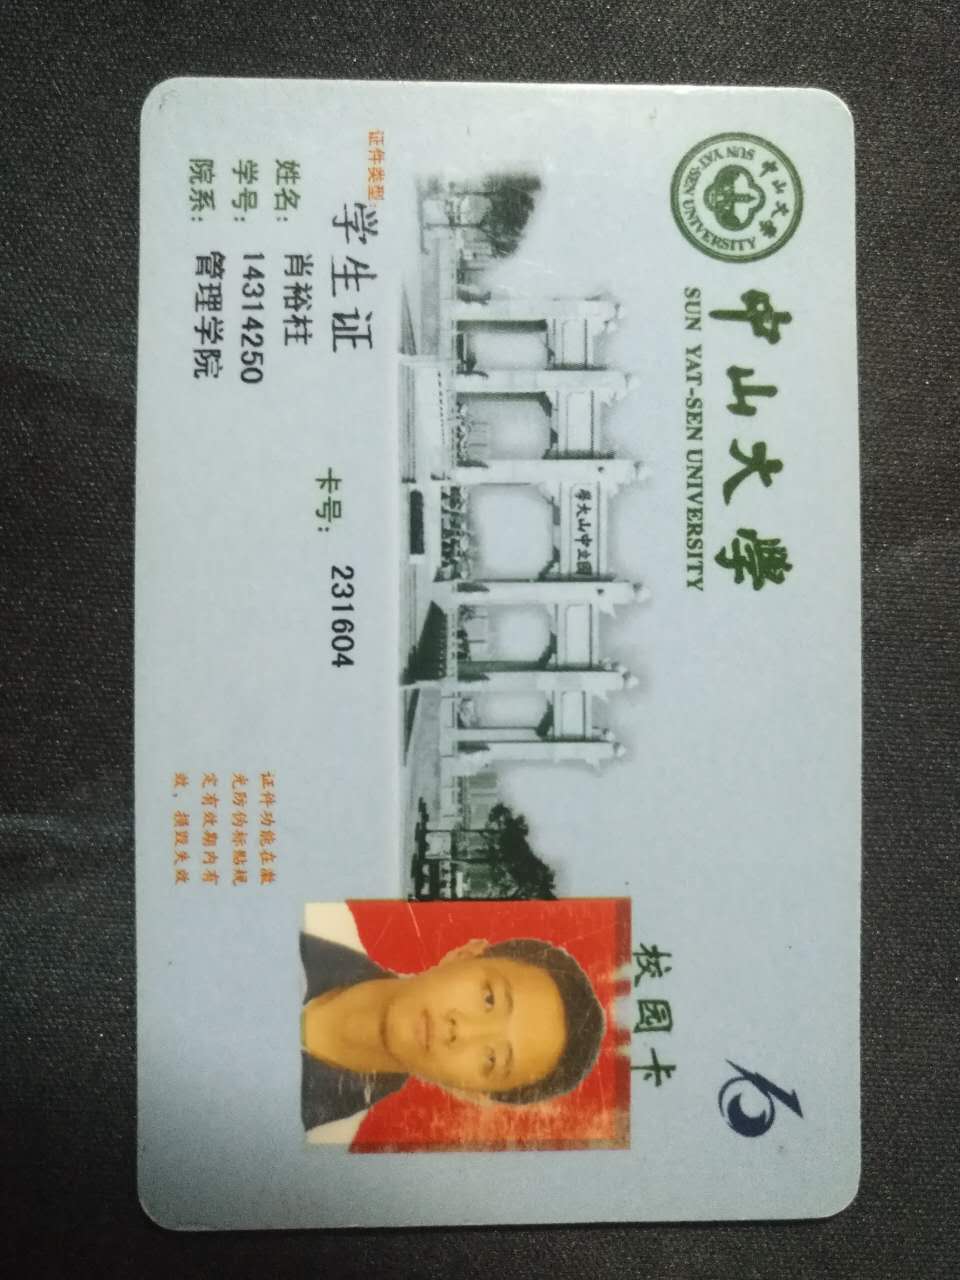 中山大學
SUN YAT-SEN UNIVERSITY
中山大學
SUN YAT-SEN UNIVERSITY
校园卡
學大山中立國
证件类型：学生证
卡号：231604
姓名：肖裕柱
学号：14314250
院系：管理学院
证件功能在激
光防伪标贴规
定有效期内有
效，损毁失效